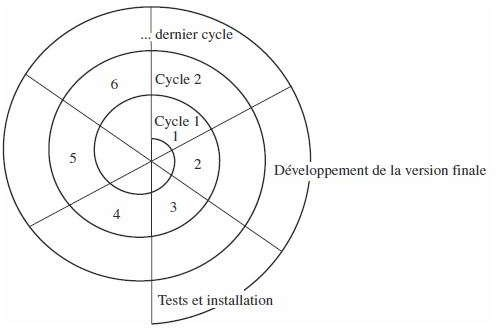 ... dernier cycle
6
Cycle 2
Cycle 1
1
5
2
Développement de la version finale
4
3
Tests et installation